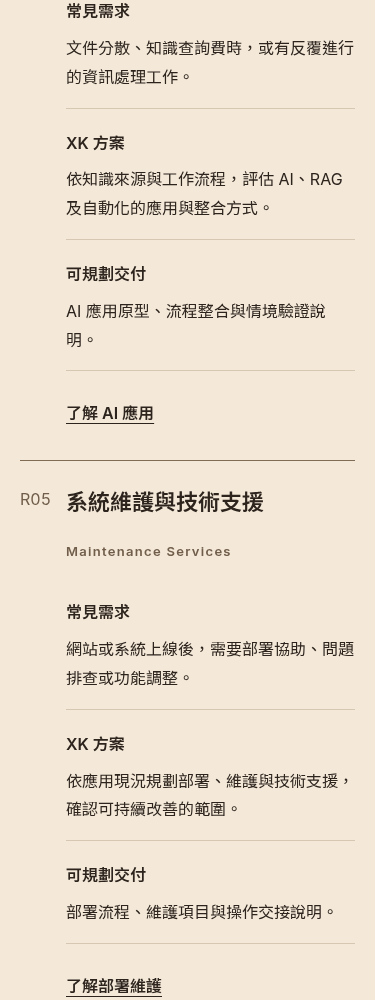 常見需求
文件分散、知識查詢費時，或有反覆進行
的資訊處理工作。
XK 方案
依知識來源與工作流程，評估 AI、RAG
及自動化的應用與整合方式。
可規劃交付
AI 應用原型、流程整合與情境驗證說
明。
了解 AI 應用
R05 系統維護與技術支援
Maintenance Services
常見需求
網站或系統上線後，需要部署協助、問題
排查或功能調整。
XK 方案
依應用現況規劃部署、維護與技術支援，
確認可持續改善的範圍。
可規劃交付
部署流程、維護項目與操作交接說明。
了解部署維護